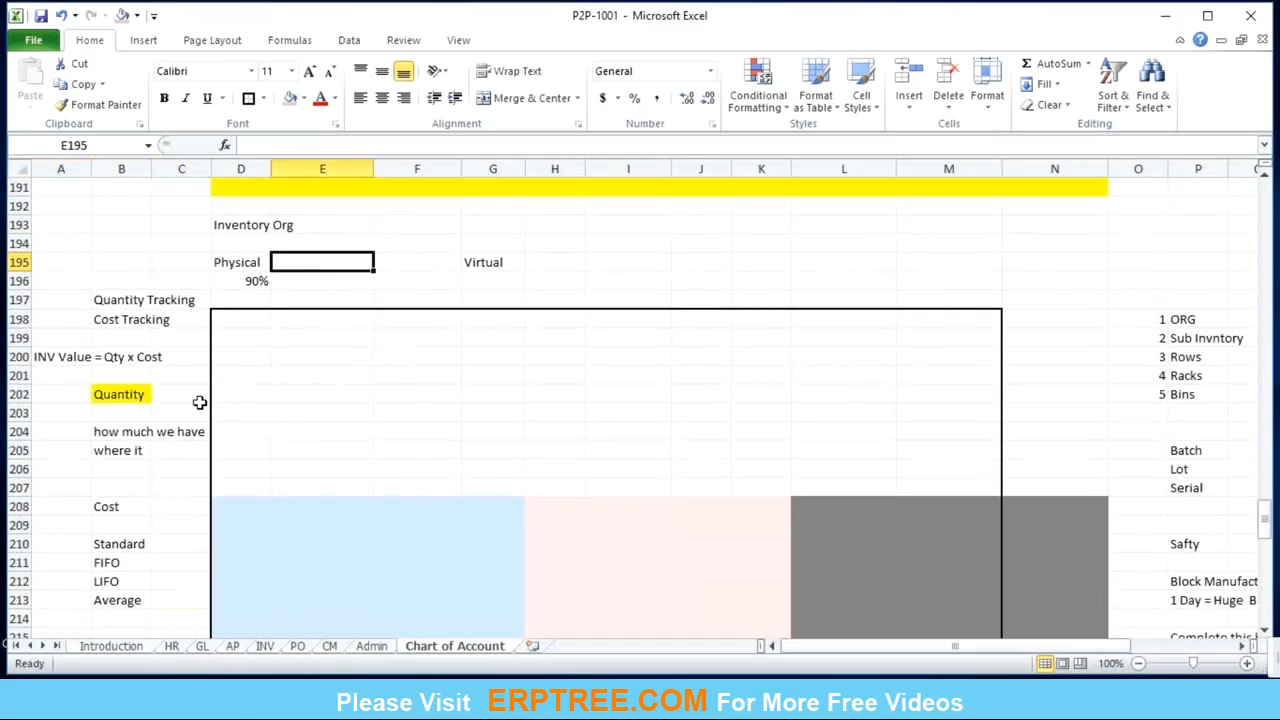 P2P-1001 - Microsoft Excel
File Home Insert Page Layout Formulas Data Review View
Paste
Cut
Copy
Format Painter
Clipboard
Calibri 11
B I U
Font
Wrap Text
Merge & Center
Alignment
General
$ % ,
Number
Conditional Formatting
Format as Table
Cell Styles
Styles
Insert
Delete
Format
Cells
AutoSum
Fill
Clear
Sort & Filter
Find & Select
Editing
E195 fx
A B C D E F G H I J K L M N O P
191
192
193 Inventory Org
194
195 Physical Virtual
196 90%
197 Quantity Tracking
198 Cost Tracking 1 ORG
199 2 Sub Invntory
200 INV Value = Qty x Cost 3 Rows
201 4 Racks
202 Quantity 5 Bins
203
204 how much we have
205 where it Batch
206 Lot
207 Serial
208 Cost
209
210 Standard Safty
211 FIFO
212 LIFO Block Manufact
213 Average 1 Day = Huge B
214
215 Complete this
Introduction HR GL AP INV PO CM Admin Chart of Account
Ready 100%
Please Visit ERPTREE.COM For More Free Videos